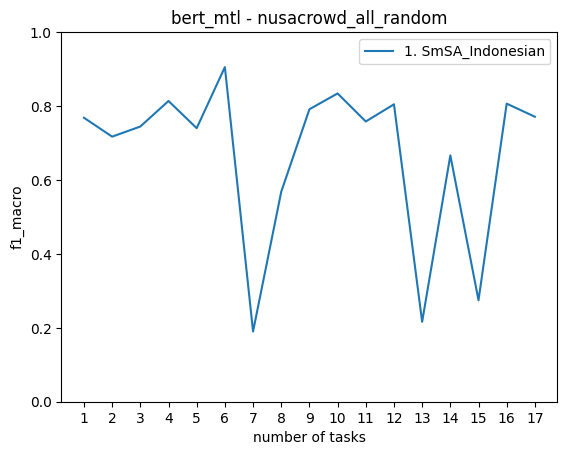 bert_mtl - nusacrowd_all_random
1. SmSA_Indonesian
f1_macro
1.0
0.8
0.6
0.4
0.2
0.0
1 2 3 4 5 6 7 8 9 10 11 12 13 14 15 16 17
number of tasks